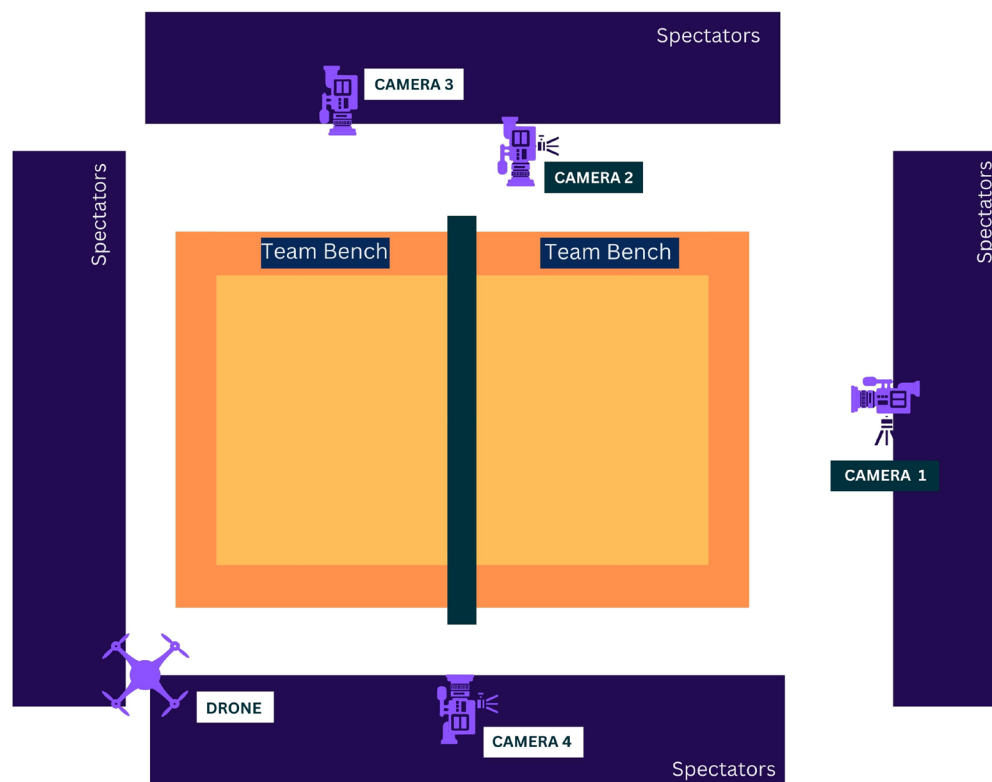 Spectators
CAMERA 3
CAMERA 2
Spectators
Spectators
Team Bench
Team Bench
CAMERA 1
DRONE
CAMERA 4
Spectators